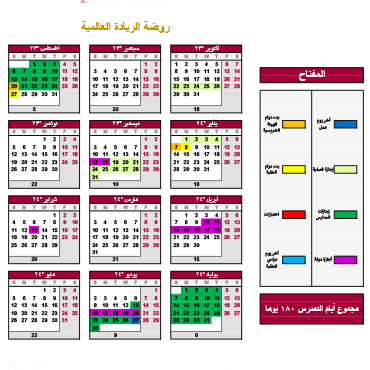 روضة الريادة العالمية
أغسطس ٢٣
S M T W T F S
1 2 3 4 5
6 7 8 9 10 11 12
13 14 15 16 17 18 19
20 21 22 23 24 25 26
27 28 29 30 31
5
سبتمبر ٢٣
S M T W T F S
1 2
3 4 5 6 7 8 9
10 11 12 13 14 15 16
17 18 19 20 21 22 23
24 25 26 27 28 29 30
20
أكتوبر ٢٣
S M T W T F S
1 2 3 4 5 6 7
8 9 10 11 12 13 14
15 16 17 18 19 20 21
22 23 24 25 26 27 28
29 30 31
18
نوفمبر ٢٣
S M T W T F S
1 2 3 4
5 6 7 8 9 10 11
12 13 14 15 16 17 18
19 20 21 22 23 24 25
26 27 28 29 30
22
ديسمبر ٢٣
S M T W T F S
1 2
3 4 5 6 7 8 9
10 11 12 13 14 15 16
17 18 19 20 21 22 23
24 25 26 27 28 29 30
31
10
يناير ٢٤
S M T W T F S
1 2 3 4 5 6
7 8 9 10 11 12 13
14 15 16 17 18 19 20
21 22 23 24 25 26 27
28 29 30 31
18
فبراير ٢٤
S M T W T F S
1 2 3
4 5 6 7 8 9 10
11 12 13 14 15 16 17
18 19 20 21 22 23 24
25 26 27 28 29
20
مارس ٢٤
S M T W T F S
1 2
3 4 5 6 7 8 9
10 11 12 13 14 15 16
17 18 19 20 21 22 23
24 25 26 27 28 29 30
31
21
أبريل ٢٤
S M T W T F S
1 2 3 4 5 6
7 8 9 10 11 12 13
14 15 16 17 18 19 20
21 22 23 24 25 26 27
28 29 30
15
مايو ٢٤
S M T W T F S
1 2 3 4
5 6 7 8 9 10 11
12 13 14 15 16 17 18
19 20 21 22 23 24 25
26 27 28 29 30 31
22
يونيو ٢٤
S M T W T F S
1
2 3 4 5 6 7 8
9 10 11 12 13 14 15
16 17 18 19 20 21 22
23 24 25 26 27 28 29
30
يوليو ٢٤
S M T W T F S
1 2 3 4 5 6
7 8 9 10 11 12 13
14 15 16 17 18 19 20
21 22 23 24 25 26 27
28 29 30 31
المفتاح
آخر يوم
عمل
بدء دوام
الهيئة
التدريسية
إجازة فصلية
بدء دوام
الطلبة
إجازات
المدارس
اختبارات
إجازة دولة
آخر يوم
دراسي
للطلبة
مجموع أيام التمدرس ١٨٠ يوما